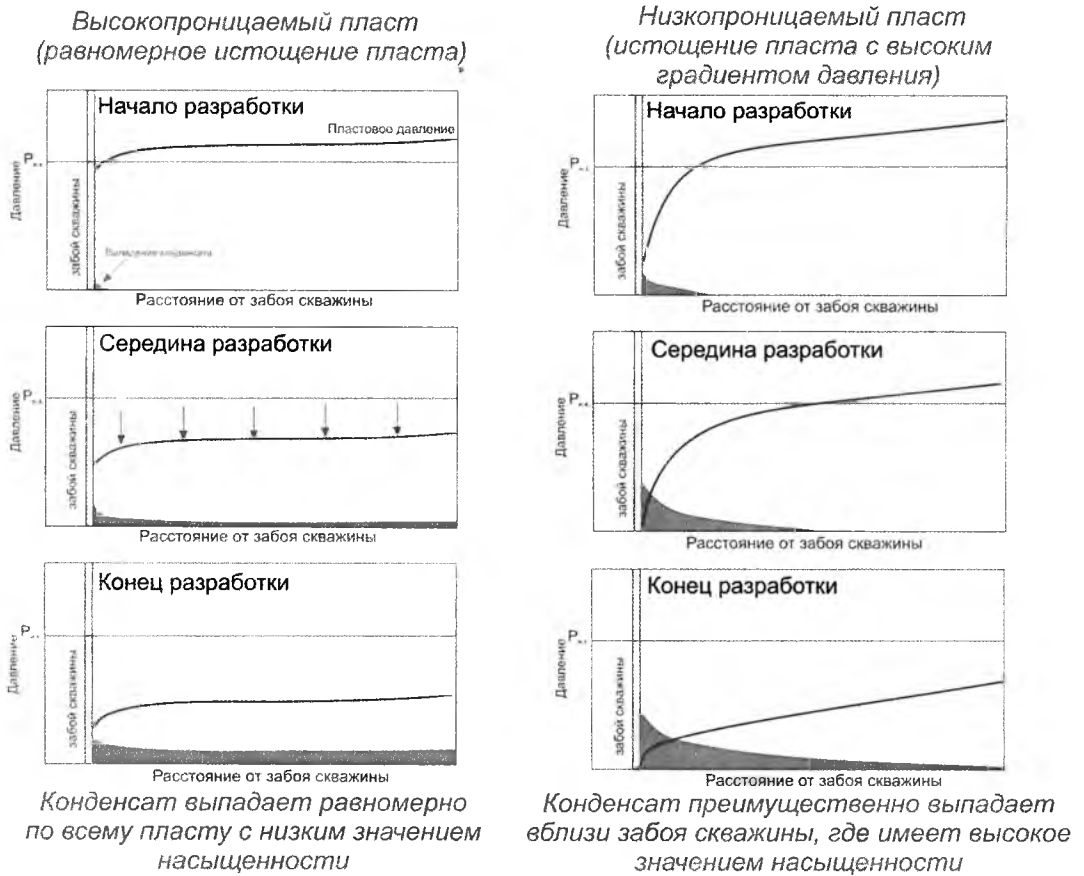 Высокопроницаемый пласт
(равномерное истощение пласта)
Начало разработки
Пластовое давление
Давление
забой скважины
Выпадение конденсата
Расстояние от забоя скважины
Середина разработки
Давление
забой скважины
Расстояние от забоя скважины
Конец разработки
Давление
забой скважины
Расстояние от забоя скважины
Конденсат выпадает равномерно
по всему пласту с низким значением
насыщенности
Низкопроницаемый пласт
(истощение пласта с высоким
градиентом давления)
Начало разработки
Давление
забой скважины
Расстояние от забоя скважины
Середина разработки
Давление
забой скважины
Расстояние от забоя скважины
Конец разработки
Давление
забой скважины
Расстояние от забоя скважины
Конденсат преимущественно выпадает
вблизи забоя скважины, где имеет высокое
значением насыщенности